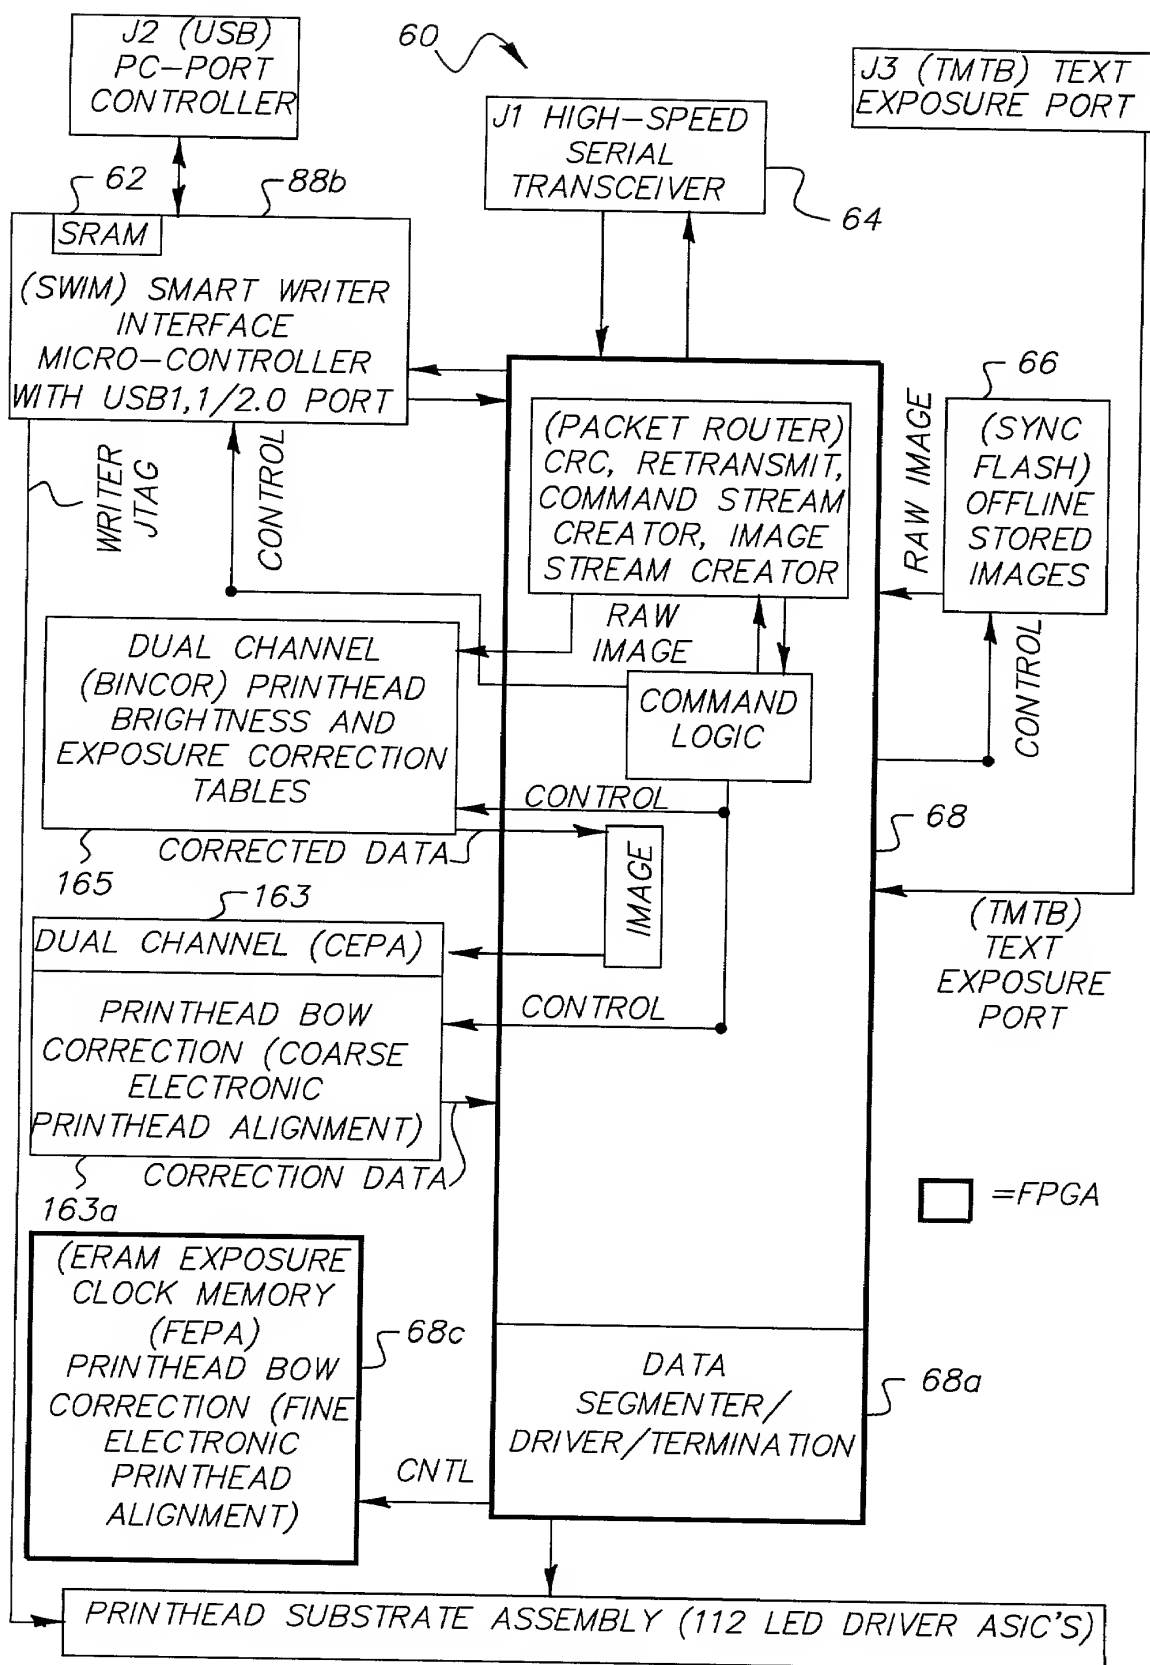 J2 (USB)
PC-PORT
CONTROLLER
60
J3 (TMTB) TEXT
EXPOSURE PORT
J1 HIGH-SPEED
SERIAL
TRANSCEIVER
62
88b
64
SRAM
(SWIM) SMART WRITER
INTERFACE
MICRO-CONTROLLER
WITH USB1,1/2.0 PORT
WRITER
JTAG
CONTROL
(PACKET ROUTER)
CRC, RETRANSMIT,
COMMAND STREAM
CREATOR, IMAGE
STREAM CREATOR
RAW IMAGE
66
(SYNC
FLASH)
OFFLINE
STORED
IMAGES
CONTROL
RAW
IMAGE
DUAL CHANNEL
(BINCOR) PRINTHEAD
BRIGHTNESS AND
EXPOSURE CORRECTION
TABLES
COMMAND
LOGIC
CONTROL
CORRECTED DATA
165
IMAGE
68
163
DUAL CHANNEL (CEPA)
(TMTB)
TEXT
EXPOSURE
PORT
CONTROL
PRINTHEAD BOW
CORRECTION (COARSE
ELECTRONIC
PRINTHEAD ALIGNMENT)
CORRECTION DATA
163a
=FPGA
(ERAM EXPOSURE
CLOCK MEMORY
(FEPA)
PRINTHEAD BOW
CORRECTION (FINE
ELECTRONIC
PRINTHEAD
ALIGNMENT)
68c
CNTL
DATA
SEGMENTER/
DRIVER/TERMINATION
68a
PRINTHEAD SUBSTRATE ASSEMBLY (112 LED DRIVER ASIC'S)